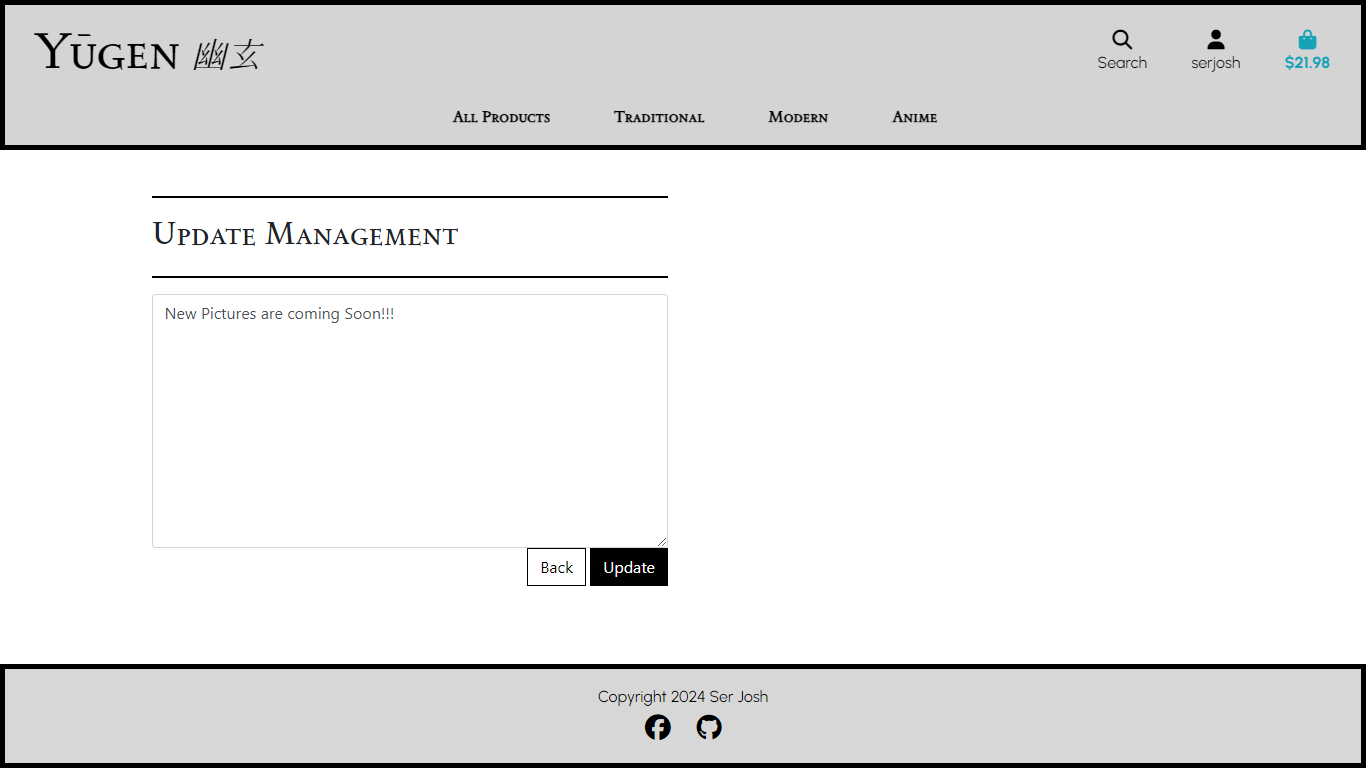 Yūgen 幽玄
Search
serjosh
$21.98
All Products
Traditional
Modern
Anime
Update Management
New Pictures are coming Soon!!!
Back
Update
Copyright 2024 Ser Josh